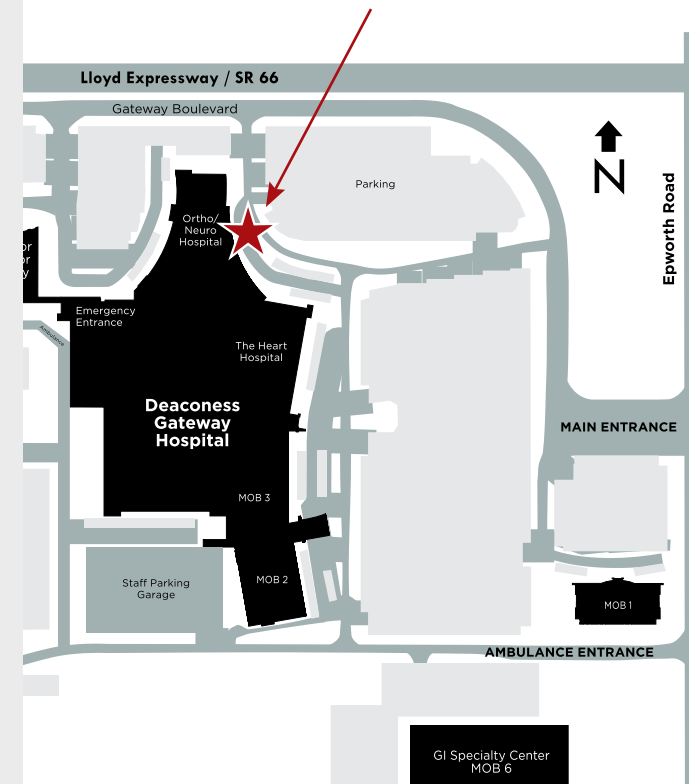 Lloyd Expressway / SR 66
Gateway Boulevard
Parking
N
Epworth Road
Ortho/
Neuro
Hospital
or
or
y
Emergency
Entrance
Ambulance
The Heart
Hospital
Deaconess
Gateway
Hospital
MAIN ENTRANCE
MOB 3
MOB 2
Staff Parking
Garage
MOB 1
AMBULANCE ENTRANCE
GI Specialty Center
MOB 6